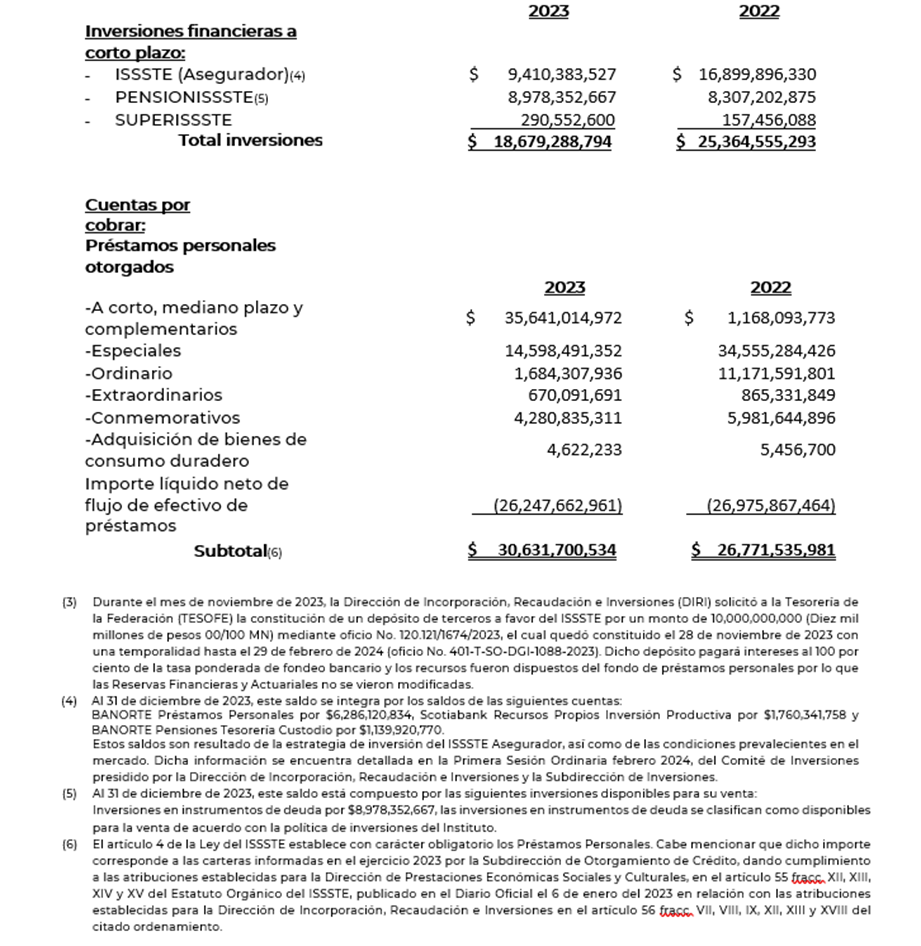 2023 2022
Inversiones financieras a
corto plazo:
- ISSSTE (Asegurador)(4) $ 9,410,383,527 $ 16,899,896,330
- PENSIONISSSTE(5) 8,978,352,667 8,307,202,875
- SUPERISSSTE 290,552,600 157,456,088
Total inversiones $ 18,679,288,794 $ 25,364,555,293
Cuentas por
cobrar:
Préstamos personales
otorgados
2023 2022
-A corto, mediano plazo y
complementarios $ 35,641,014,972 $ 1,168,093,773
-Especiales 14,598,491,352 34,555,284,426
-Ordinario 1,684,307,936 11,171,591,801
-Extraordinarios 670,091,691 865,331,849
-Conmemorativos 4,280,835,311 5,981,644,896
-Adquisición de bienes de
consumo duradero 4,622,233 5,456,700
Importe líquido neto de
flujo de efectivo de (26,247,662,961) (26,975,867,464)
préstamos
Subtotal(6) $ 30,631,700,534 $ 26,771,535,981
(3) Durante el mes de noviembre de 2023, la Dirección de Incorporación, Recaudación e Inversiones (DIRI) solicitó a la Tesorería de
la Federación (TESOFE) la constitución de un depósito de terceros a favor del ISSSTE por un monto de 10,000,000,000 (Diez mil
millones de pesos 00/100 MN) mediante oficio No. 120.121/1674/2023, el cual quedó constituido el 28 de noviembre de 2023 con
una temporalidad hasta el 29 de febrero de 2024 (oficio No. 401-T-SO-DGI-1088-2023). Dicho depósito pagará intereses al 100 por
ciento de la tasa ponderada de fondeo bancario y los recursos fueron dispuestos del fondo de préstamos personales por lo que
las Reservas Financieras y Actuariales no se vieron modificadas.
(4) Al 31 de diciembre de 2023, este saldo se integra por los saldos de las siguientes cuentas:
BANORTE Préstamos Personales por $6,286,120,834, Scotiabank Recursos Propios Inversión Productiva por $1,760,341,758 y
BANORTE Pensiones Tesorería Custodio por $1,139,920,770.
Estos saldos son resultado de la estrategia de inversión del ISSSTE Asegurador, así como de las condiciones prevalecientes en el
mercado. Dicha información se encuentra detallada en la Primera Sesión Ordinaria febrero 2024, del Comité de Inversiones
presidido por la Dirección de Incorporación, Recaudación e Inversiones y la Subdirección de Inversiones.
(5) Al 31 de diciembre de 2023, este saldo está compuesto por las siguientes inversiones disponibles para su venta:
Inversiones en instrumentos de deuda por $8,978,352,667, las inversiones en instrumentos de deuda se clasifican como disponibles
para la venta de acuerdo con la política de inversiones del Instituto.
(6) El artículo 4 de la Ley del ISSSTE establece con carácter obligatorio los Préstamos Personales. Cabe mencionar que dicho importe
corresponde a las carteras informadas en el ejercicio 2023 por la Subdirección de Otorgamiento de Crédito, dando cumplimiento
a las atribuciones establecidas para la Dirección de Prestaciones Económicas Sociales y Culturales, en el artículo 55 fracc. XII, XIII,
XIV y XV del Estatuto Orgánico del ISSSTE, publicado en el Diario Oficial el 6 de enero del 2023 en relación con las atribuciones
establecidas para la Dirección de Incorporación, Recaudación e Inversiones en el artículo 56 fracc. VII, VIII, IX, XII, XIII y XVIII del
citado ordenamiento.